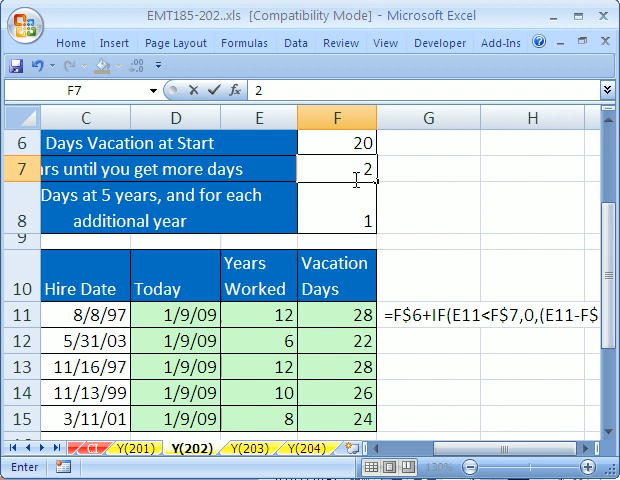 EMT185-202..xls [Compatibility Mode] - Microsoft Excel
Home Insert Page Layout Formulas Data Review View Developer Add-Ins
F7 fx 2
C D E F G H
6 Days Vacation at Start 20
7 rs until you get more days 2
Days at 5 years, and for each
8 additional year 1
9
Years Vacation
10 Hire Date Today Worked Days
11 8/8/97 1/9/09 12 28 =F$6+IF(E11<F$7,0,(E11-F$
12 5/31/03 1/9/09 6 22
13 11/16/97 1/9/09 12 28
14 11/13/99 1/9/09 10 26
15 3/11/01 1/9/09 8 24
Y(201) Y(202) Y(203) Y(204)
Enter 130%